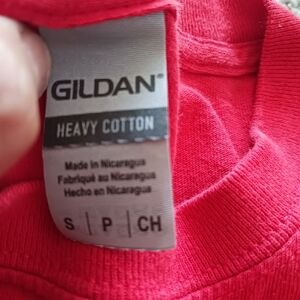 GILDAN®
HEAVY COTTON
Made in Nicaragua
Fabriqué au Nicaragua
Hecho en Nicaragua
S | P | CH